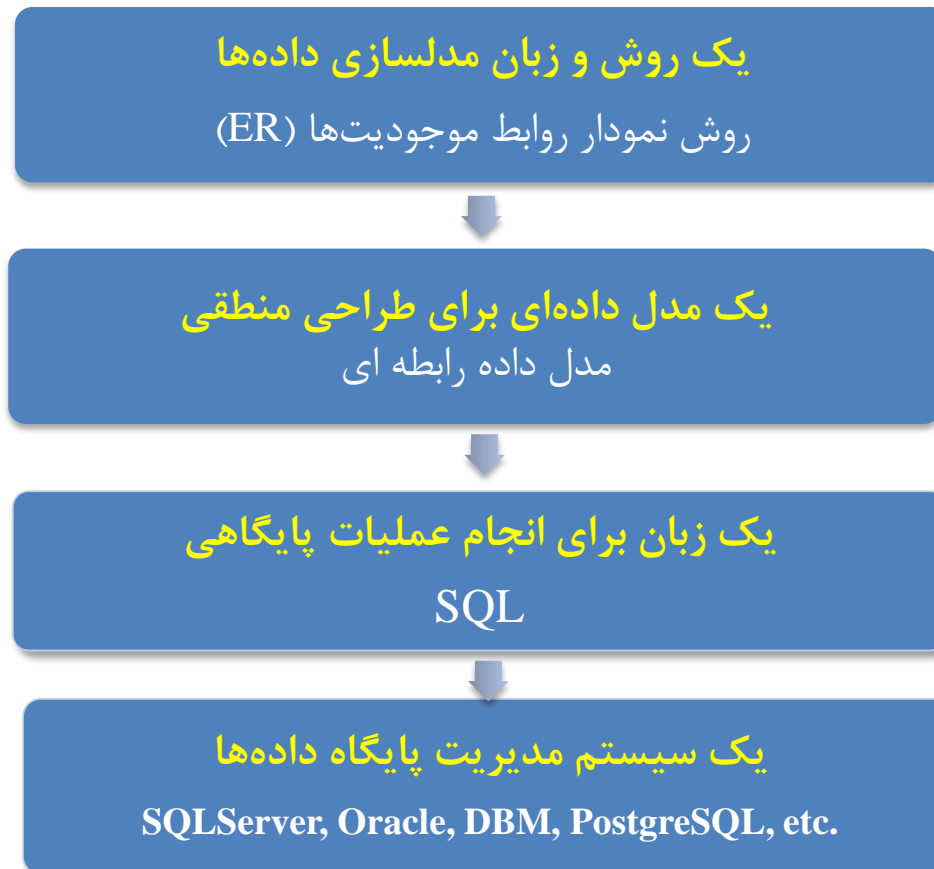 یک روش و زبان مدلسازی داده‌ها
روش نمودار روابط موجودیت‌ها (ER)
یک مدل داده‌ای برای طراحی منطقی
مدل داده رابطه ای
یک زبان برای انجام عملیات پایگاهی
SQL
یک سیستم مدیریت پایگاه داده‌ها
SQLServer, Oracle, DBM, PostgreSQL, etc.